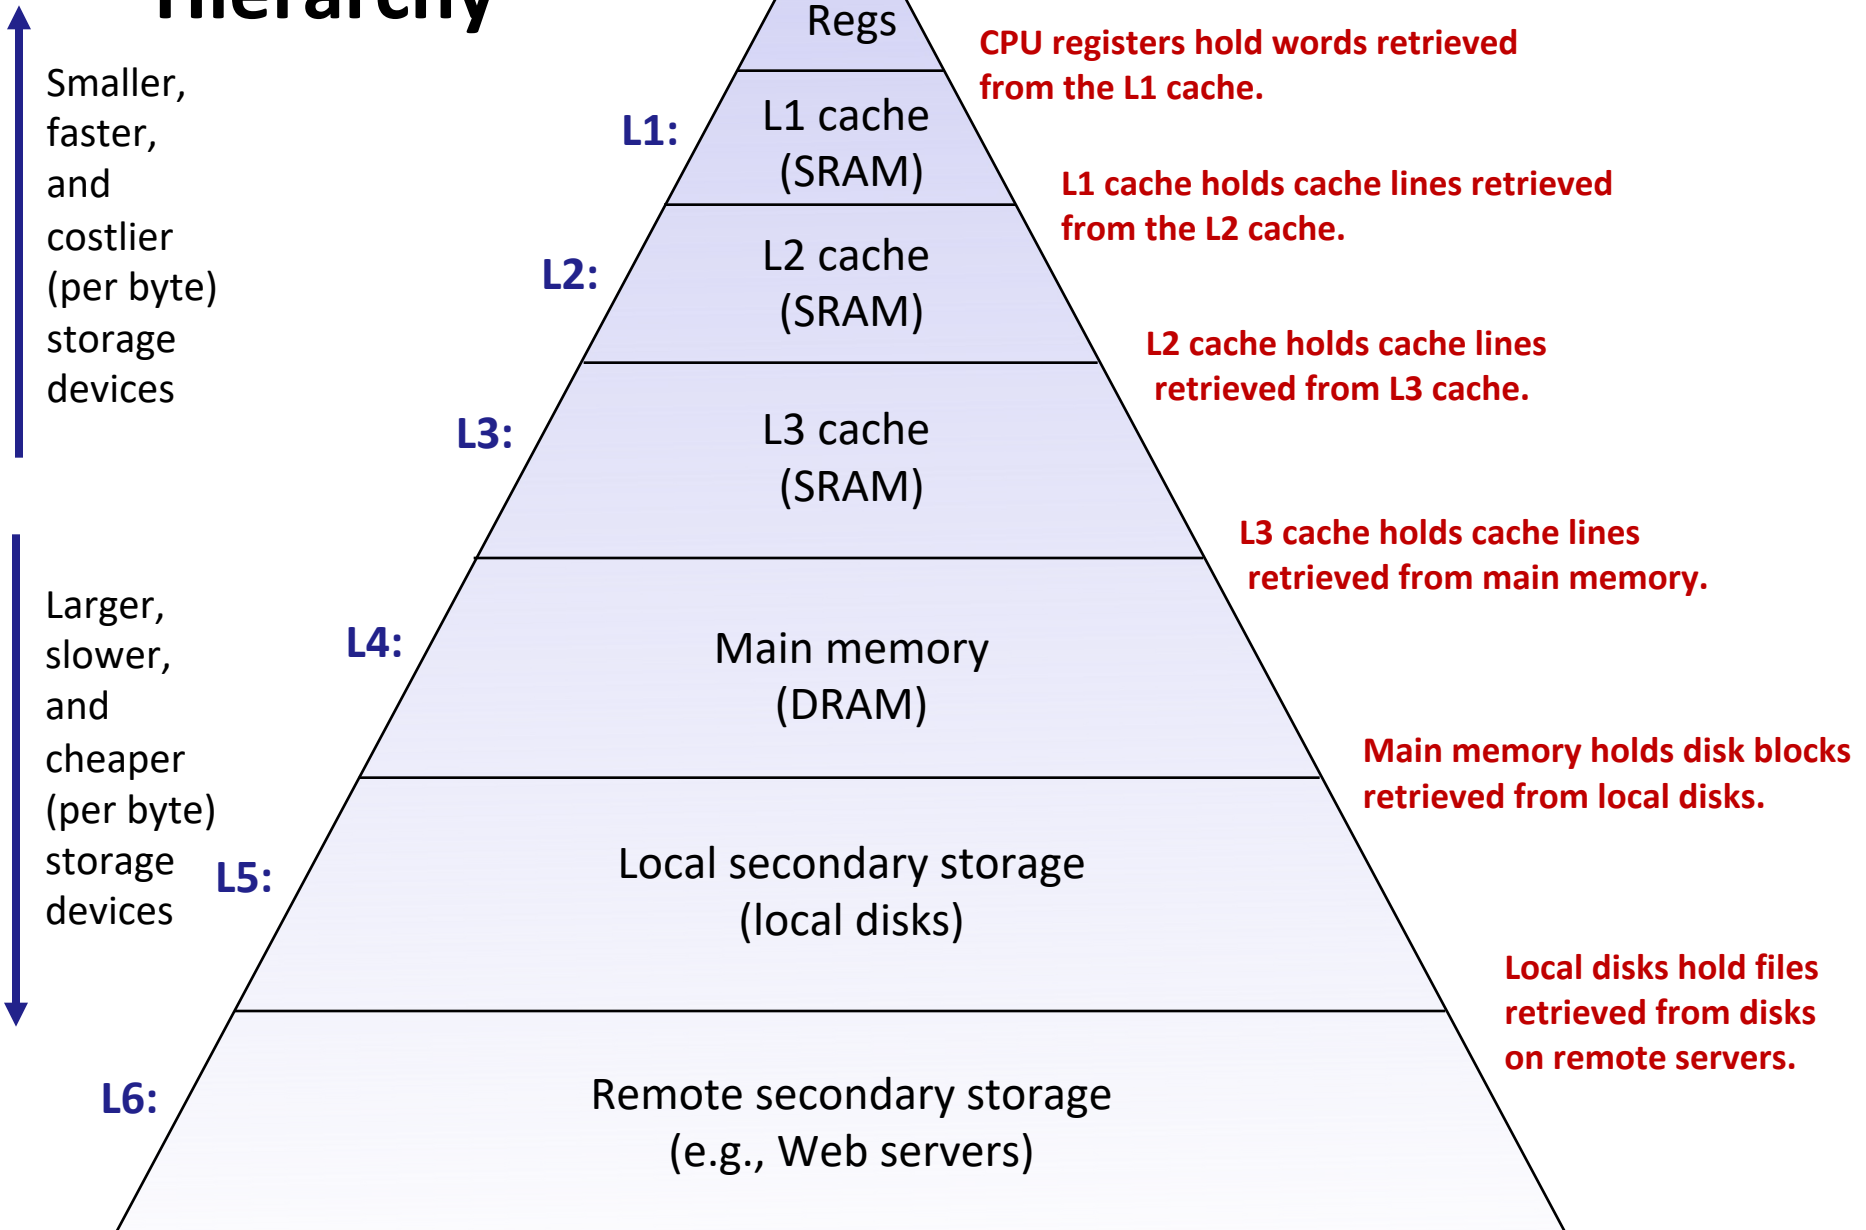 Hierarchy
Regs
CPU registers hold words retrieved
from the L1 cache.
Smaller,
faster,
and
costlier
(per byte)
storage
devices
L1:
L1 cache
(SRAM)
L1 cache holds cache lines retrieved
from the L2 cache.
L2:
L2 cache
(SRAM)
L2 cache holds cache lines
retrieved from L3 cache.
L3:
L3 cache
(SRAM)
L3 cache holds cache lines
retrieved from main memory.
Larger,
slower,
and
cheaper
(per byte)
storage
devices
L4:
Main memory
(DRAM)
Main memory holds disk blocks
retrieved from local disks.
L5:
Local secondary storage
(local disks)
Local disks hold files
retrieved from disks
on remote servers.
L6:
Remote secondary storage
(e.g., Web servers)